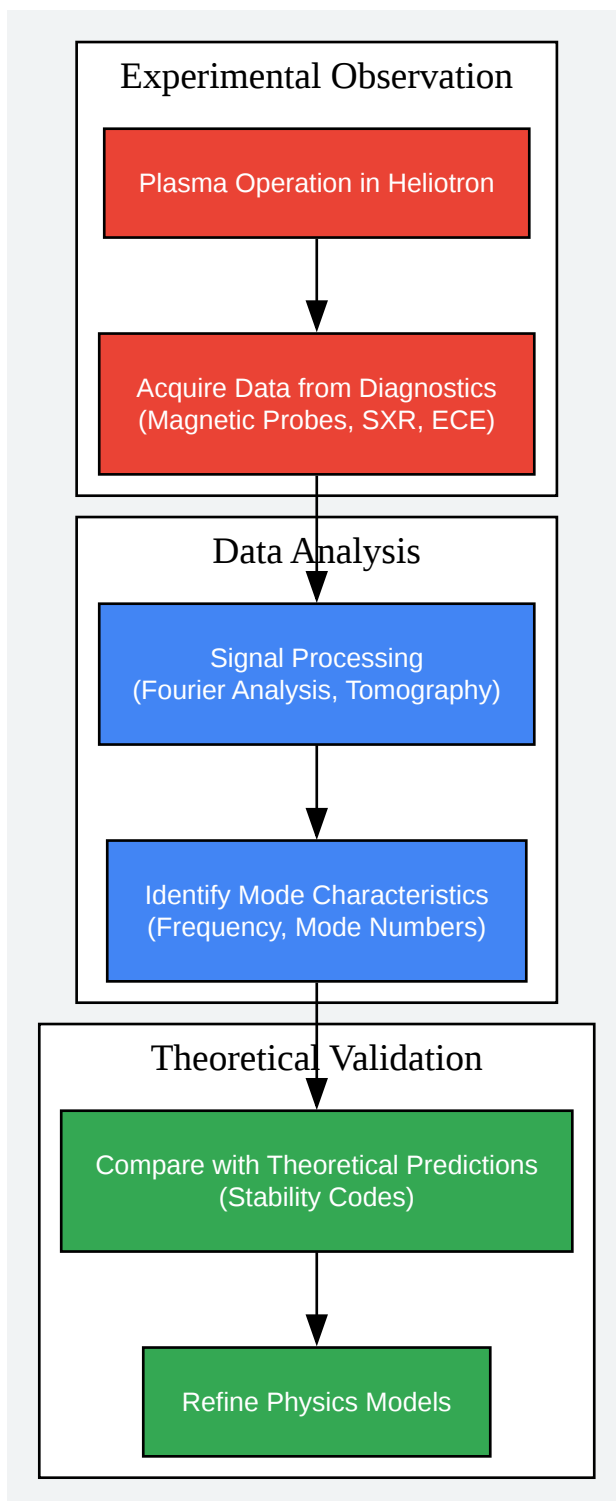 Experimental Observation
Plasma Operation in Heliotron
Acquire Data from Diagnostics
(Magnetic Probes, SXR, ECE)
Data Analysis
Signal Processing
(Fourier Analysis, Tomography)
Identify Mode Characteristics
(Frequency, Mode Numbers)
Theoretical Validation
Compare with Theoretical Predictions
(Stability Codes)
Refine Physics Models